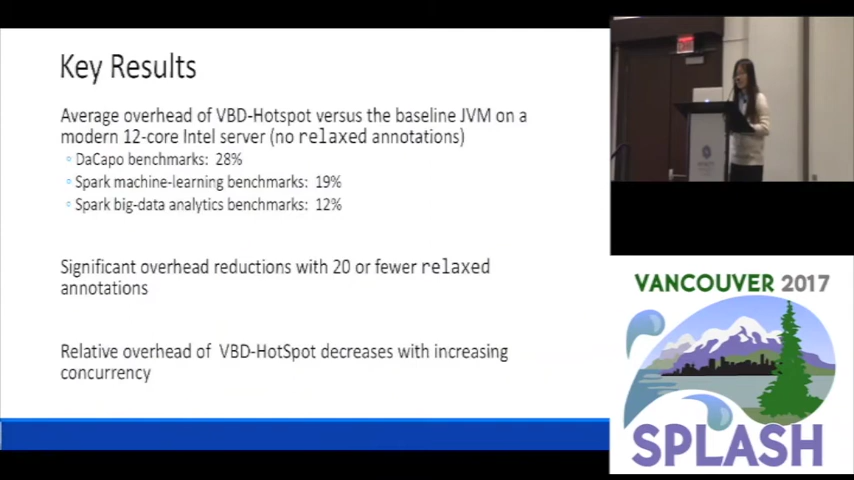 Key Results
Average overhead of VBD-Hotspot versus the baseline JVM on a
modern 12-core Intel server (no relaxed annotations)
◦ DaCapo benchmarks: 28%
◦ Spark machine-learning benchmarks: 19%
◦ Spark big-data analytics benchmarks: 12%
Significant overhead reductions with 20 or fewer relaxed
annotations
Relative overhead of VBD-HotSpot decreases with increasing
concurrency
VANCOUVER 2017
SPLASH